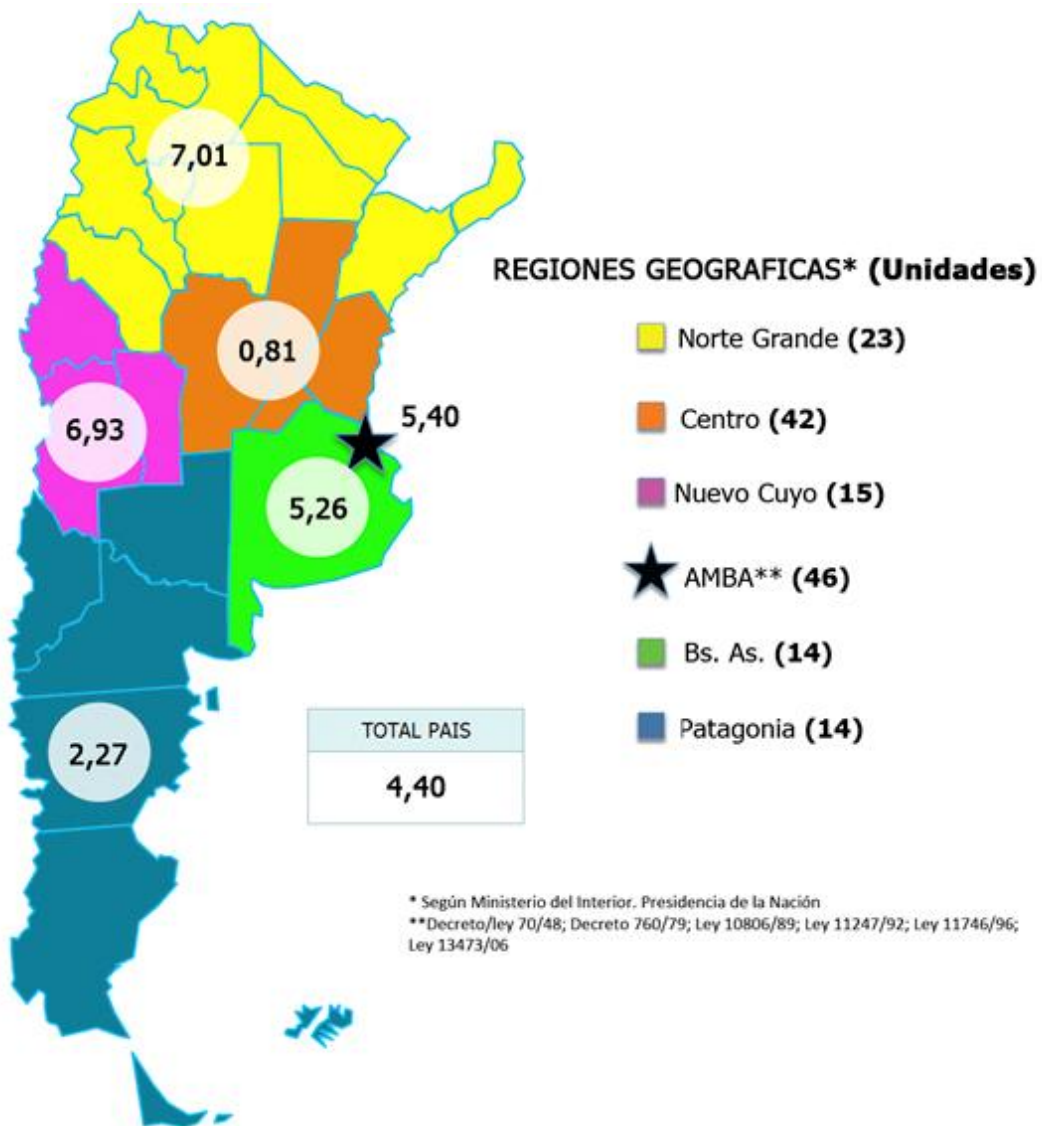 7,01
REGIONES GEOGRAFICAS* (Unidades)
Norte Grande (23)
0,81
Centro (42)
5,40
6,93
Nuevo Cuyo (15)
5,26
AMBA** (46)
Bs. As. (14)
TOTAL PAIS
Patagonia (14)
2,27
4,40
* Según Ministerio del Interior. Presidencia de la Nación
**Decreto/ley 70/48; Decreto 760/79; Ley 10806/89; Ley 11247/92; Ley 11746/96;
Ley 13473/06